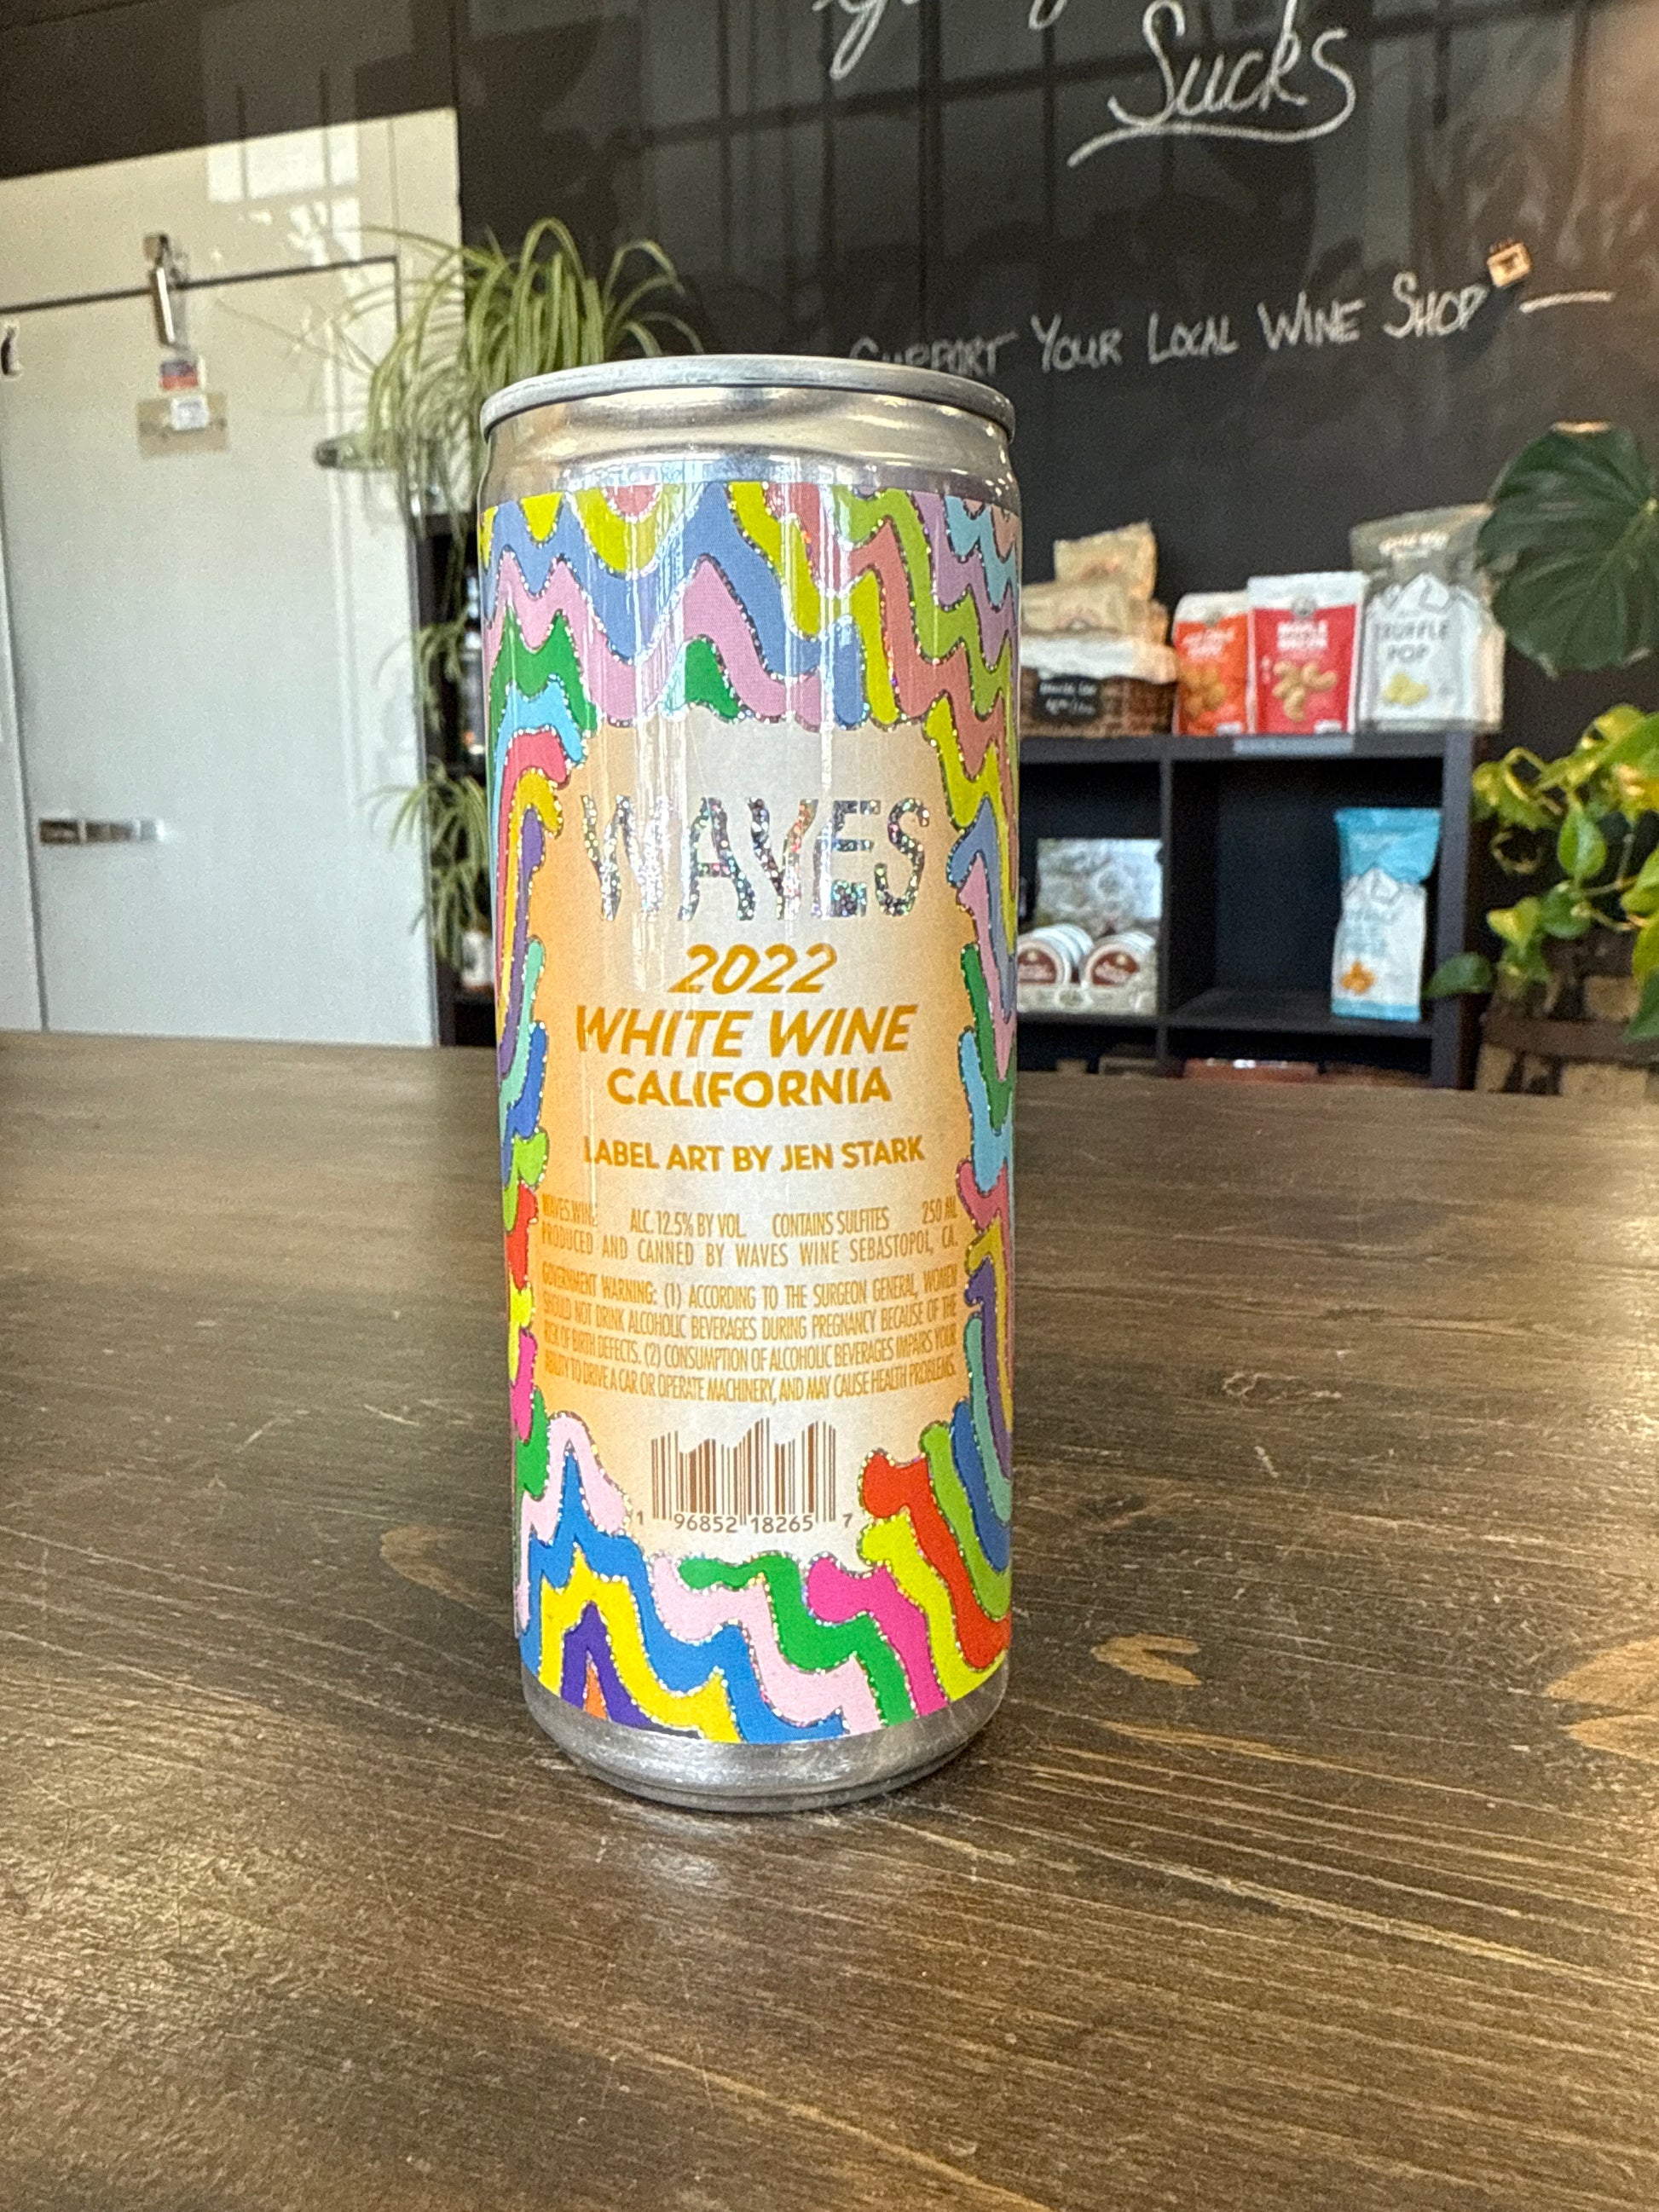 Sucks
SUPPORT YOUR LOCAL WINE SHOP
TRUFFLE
POP
WAVES
2022
WHITE WINE
CALIFORNIA
LABEL ART BY JEN STARK
WAVES.WINE ALC. 12.5% BY VOL. CONTAINS SULFITES 250 ML
PRODUCED AND CANNED BY WAVES WINE SEBASTOPOL, CA.
GOVERNMENT WARNING: (1) ACCORDING TO THE SURGEON GENERAL, WOMEN
SHOULD NOT DRINK ALCOHOLIC BEVERAGES DURING PREGNANCY BECAUSE OF THE
RISK OF BIRTH DEFECTS. (2) CONSUMPTION OF ALCOHOLIC BEVERAGES IMPAIRS YOUR
ABILITY TO DRIVE A CAR OR OPERATE MACHINERY, AND MAY CAUSE HEALTH PROBLEMS.
1 96852 18265 7